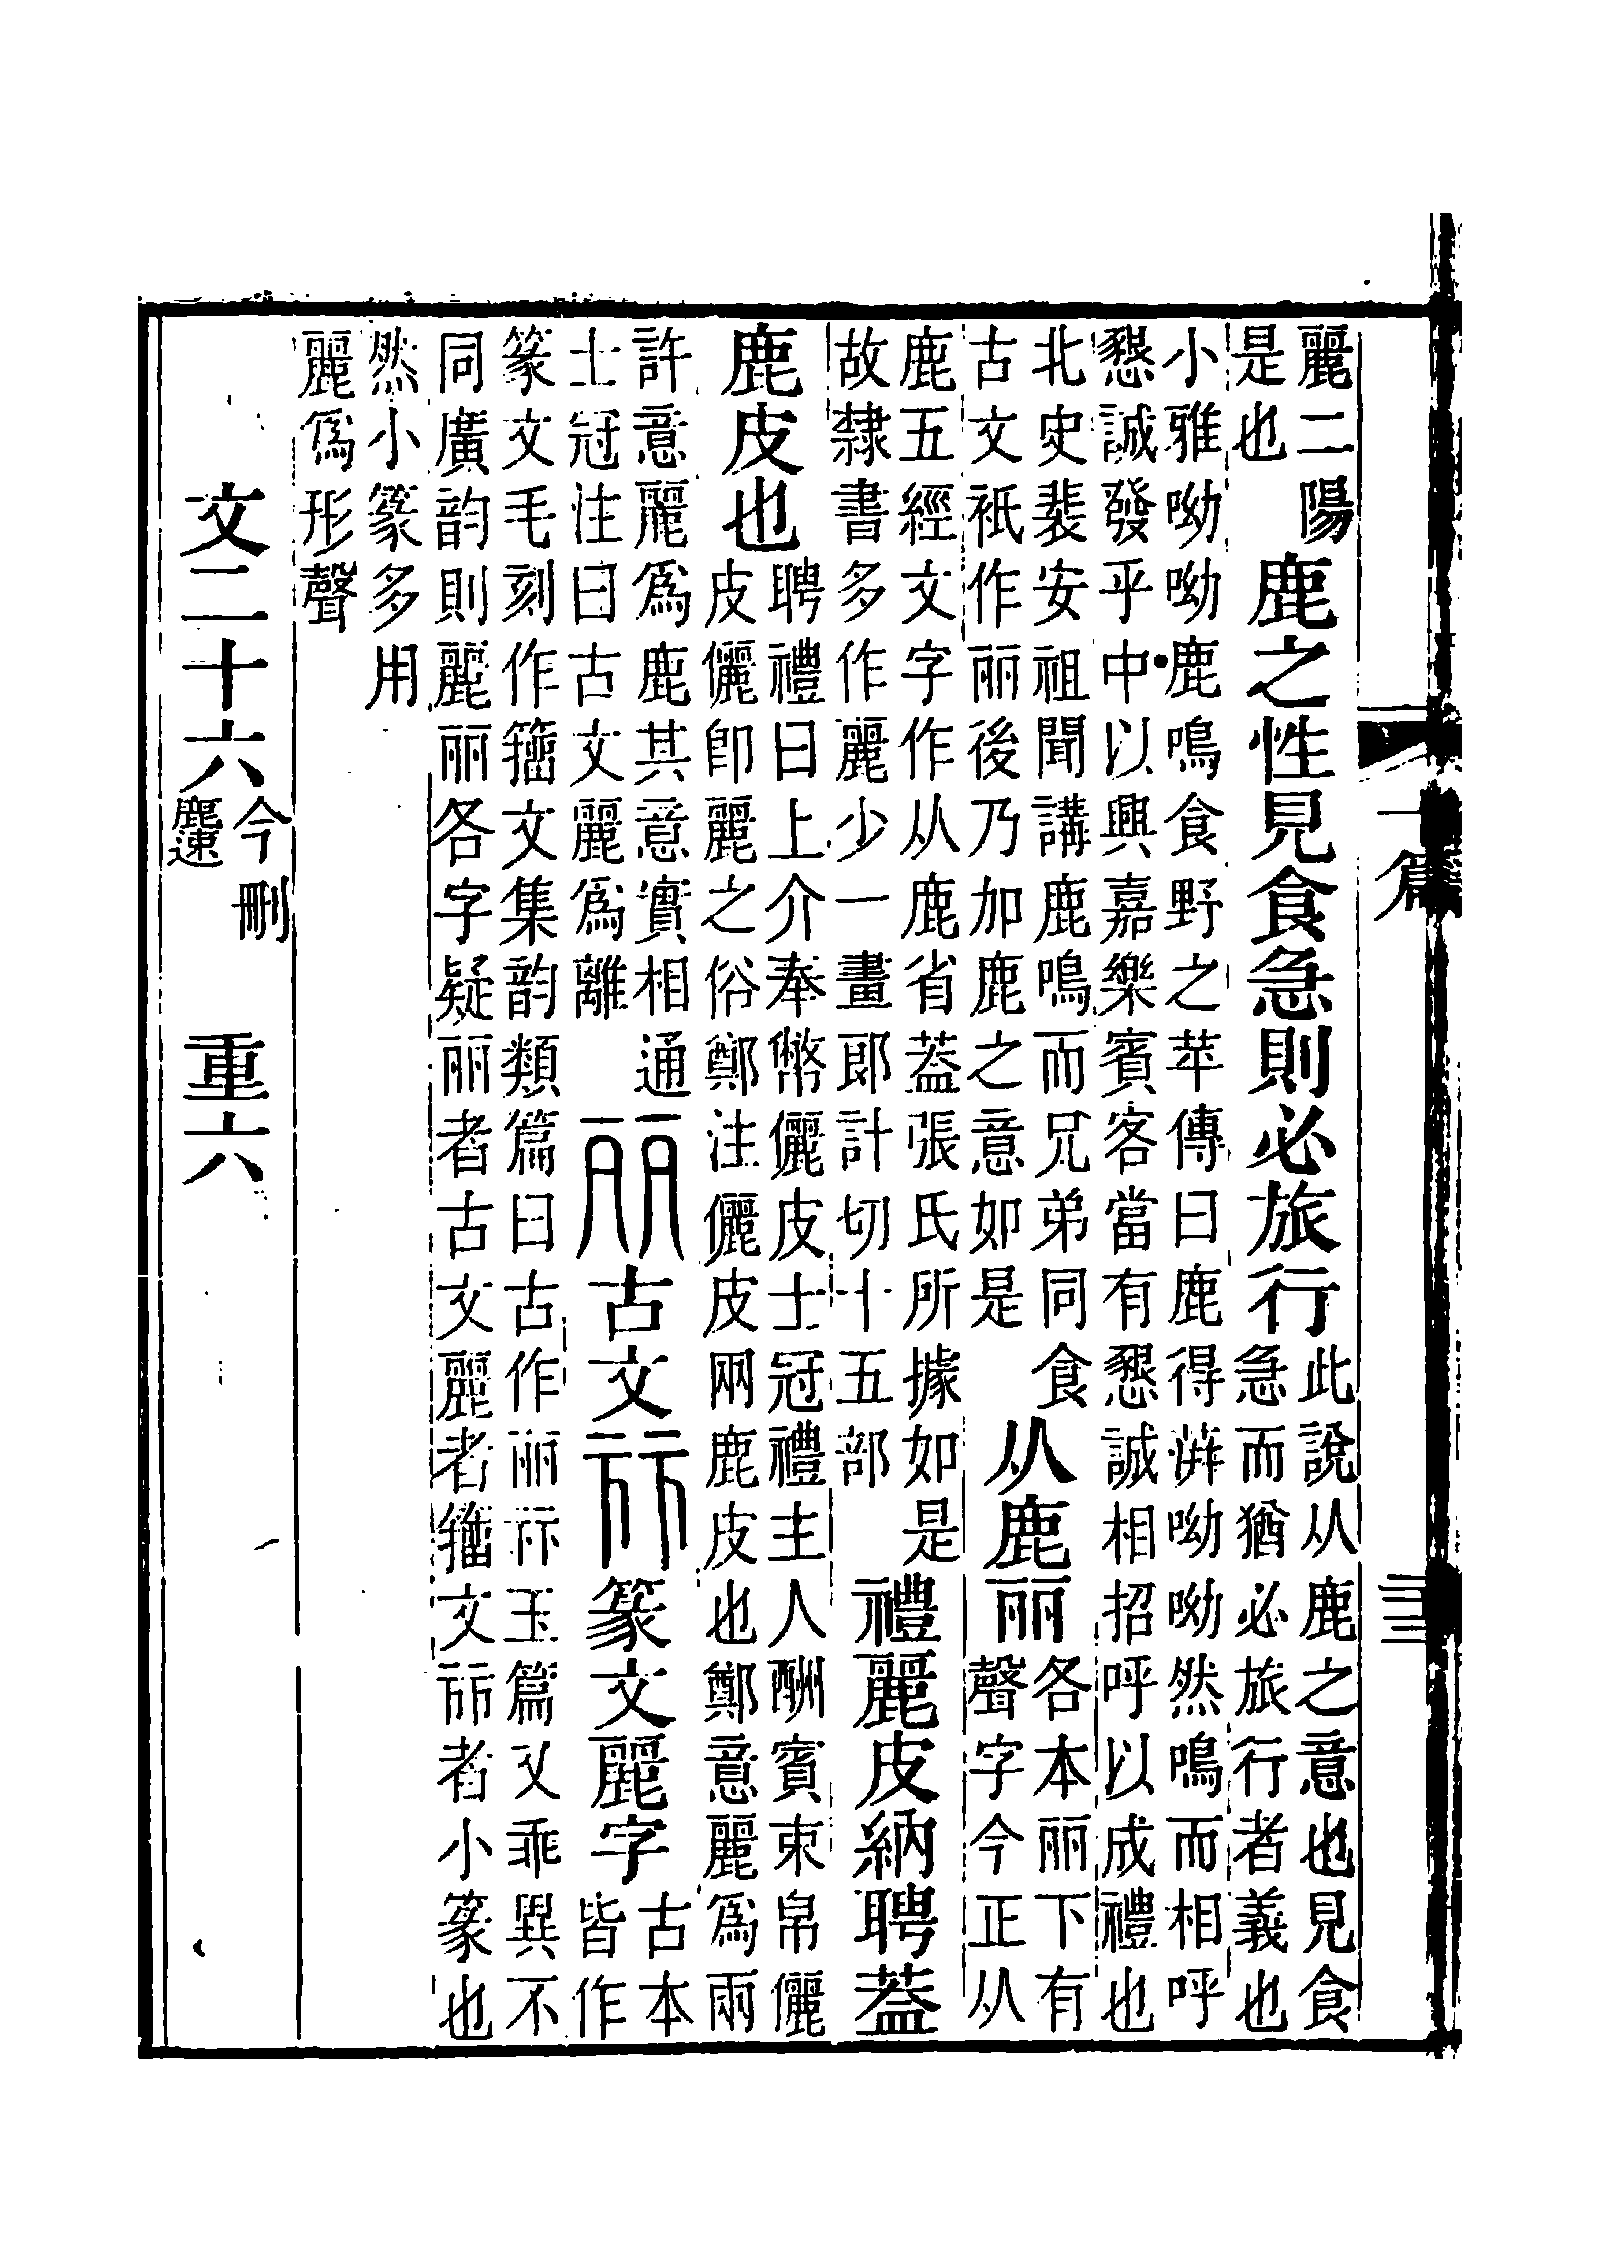 麗二陽是也鹿之性見食急則必旅行此說从鹿之意也見食急而猶必旅行者義也
小雅呦呦鹿鳴食野之苹傳曰鹿得蓱呦呦然鳴而相呼
懇誠發乎中以興嘉樂賓客當有懇誠相招呼以成禮也
北史裴安祖聞講鹿鳴而兄弟同食古文祇作丽後乃加鹿之意如是从鹿丽各本丽下有聲字今正从
鹿五經文字作从鹿省蓋張氏所據如是故隸書多作麗少一畫郎計切十五部禮麗皮納聘蓋
鹿皮也聘禮曰上介奉幣儷皮士冠禮主人酬賓束帛儷皮儷卽麗之俗鄭注儷皮兩鹿皮也鄭意麗爲兩
許意麗爲鹿其意實相通士冠注曰古文麗爲離丽古文𠀙篆文麗字古本皆作
篆文毛刻作籒文集韵類篇曰古作丽𠀙玉篇又乖異不
同廣韵則麗丽各字疑丽者古文麗者籒文𠀙者小篆也
然小篆多用
麗爲形聲
文二十六今刪 重六
十篇